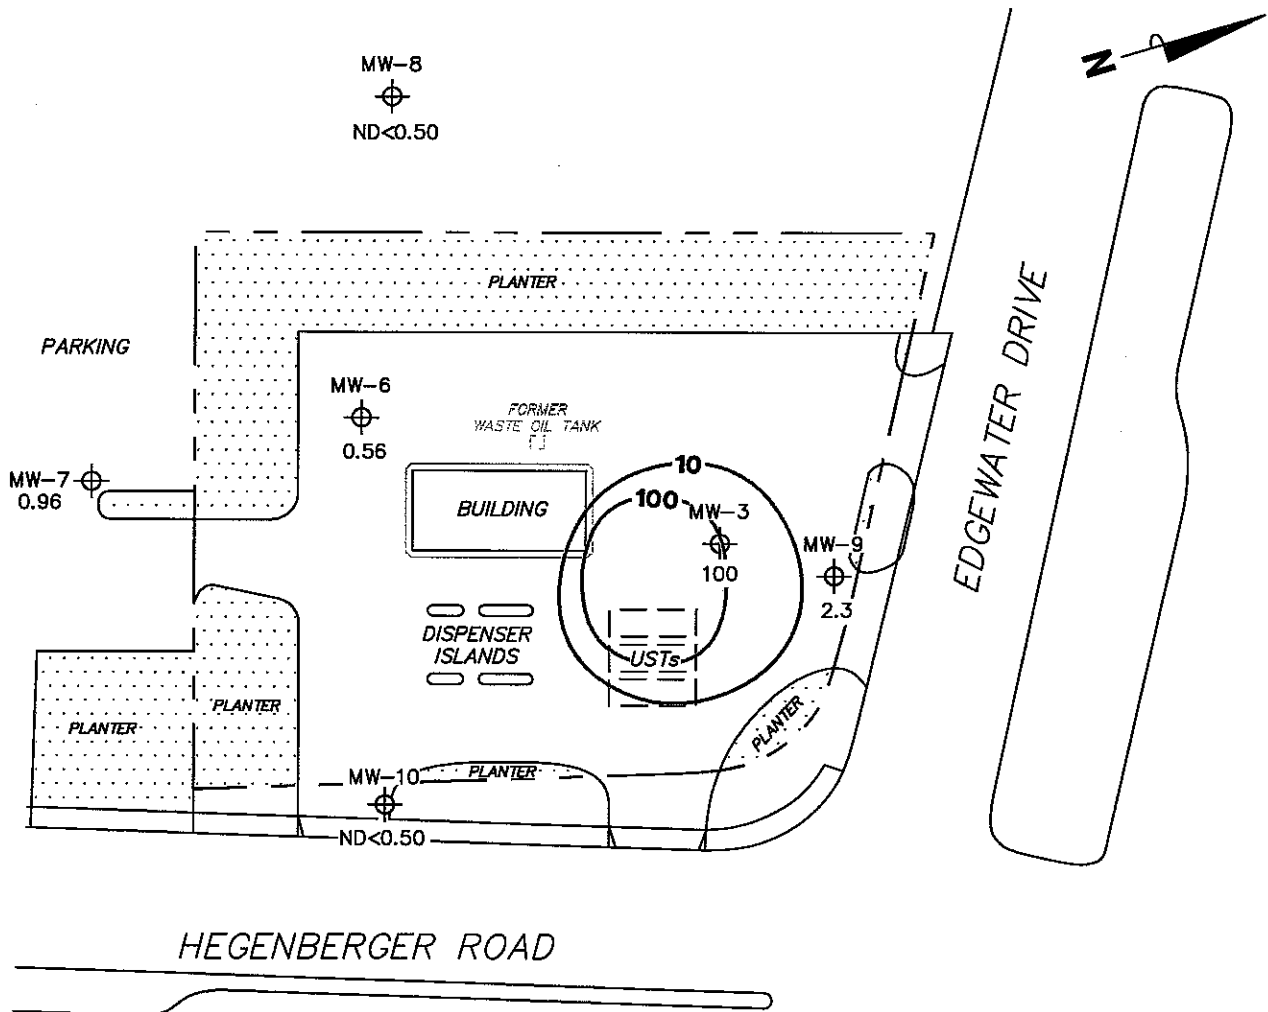 MW-8
ND<0.50
N
PLANTER
PARKING
EDGEWATER DRIVE
MW-6
0.56
FORMER
WASTE OIL TANK
MW-7
0.96
BUILDING
10
100
MW-3
100
MW-9
2.3
DISPENSER
ISLANDS
USTs
PLANTER
PLANTER
PLANTER
PLANTER
MW-10
ND<0.50
HEGENBERGER ROAD